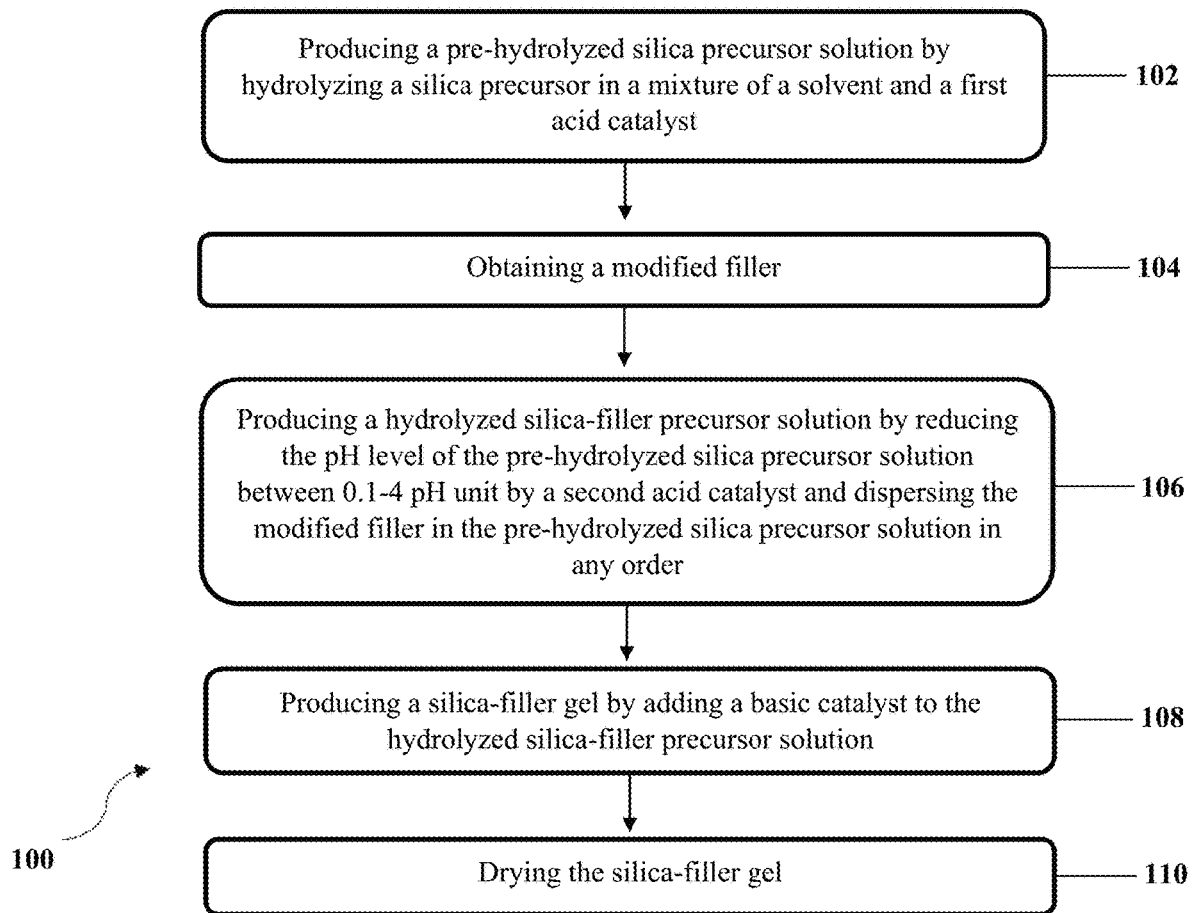 Producing a pre-hydrolyzed silica precursor solution by
hydrolyzing a silica precursor in a mixture of a solvent and a first
acid catalyst
102
Obtaining a modified filler
104
Producing a hydrolyzed silica-filler precursor solution by reducing
the pH level of the pre-hydrolyzed silica precursor solution
between 0.1-4 pH unit by a second acid catalyst and dispersing the
modified filler in the pre-hydrolyzed silica precursor solution in
any order
106
Producing a silica-filler gel by adding a basic catalyst to the
hydrolyzed silica-filler precursor solution
108
100
Drying the silica-filler gel
110